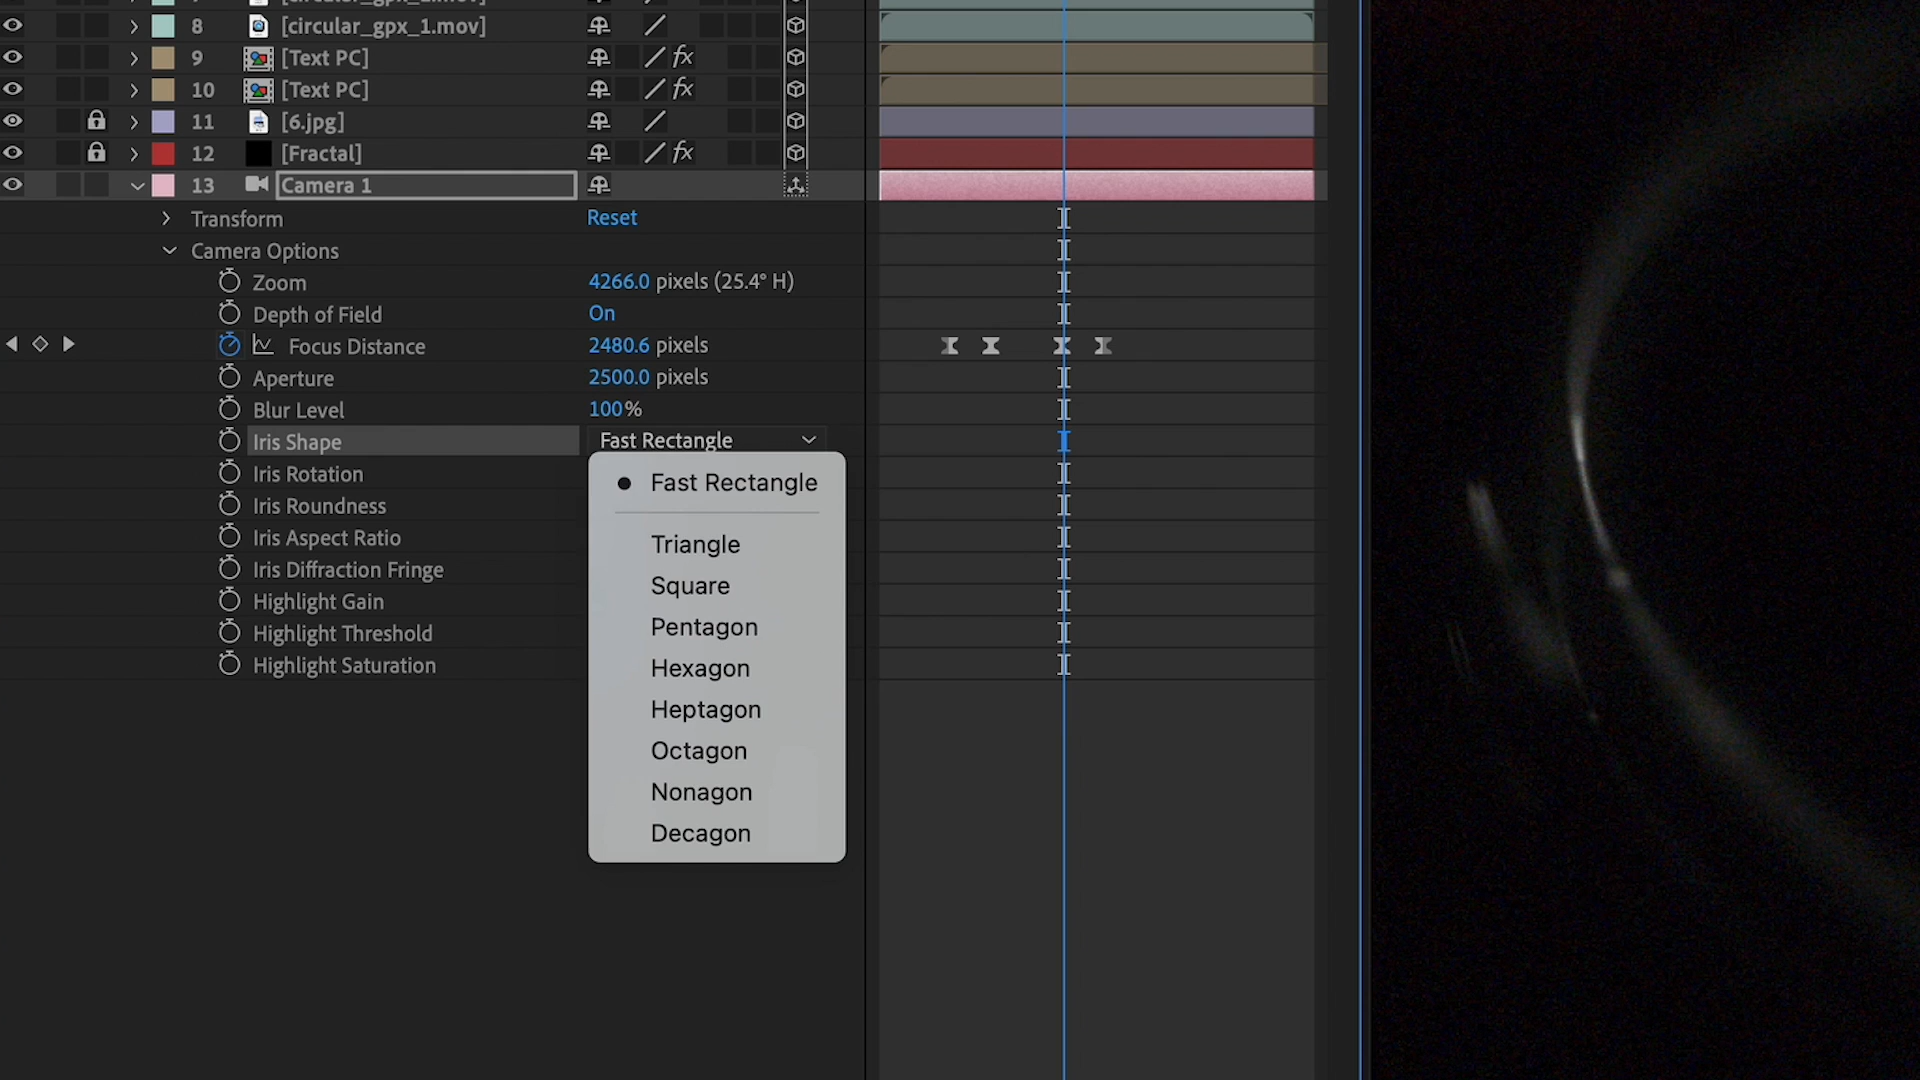 8 [circular_gpx_1.mov]
9 [Text PC] fx
10 [Text PC] fx
11 [6.jpg]
12 [Fractal] fx
13 Camera 1
Transform Reset
Camera Options
Zoom 4266.0 pixels (25.4° H)
Depth of Field On
Focus Distance 2480.6 pixels
Aperture 2500.0 pixels
Blur Level 100%
Iris Shape Fast Rectangle
Iris Rotation
Iris Roundness
Iris Aspect Ratio
Iris Diffraction Fringe
Highlight Gain
Highlight Threshold
Highlight Saturation
Fast Rectangle
Triangle
Square
Pentagon
Hexagon
Heptagon
Octagon
Nonagon
Decagon